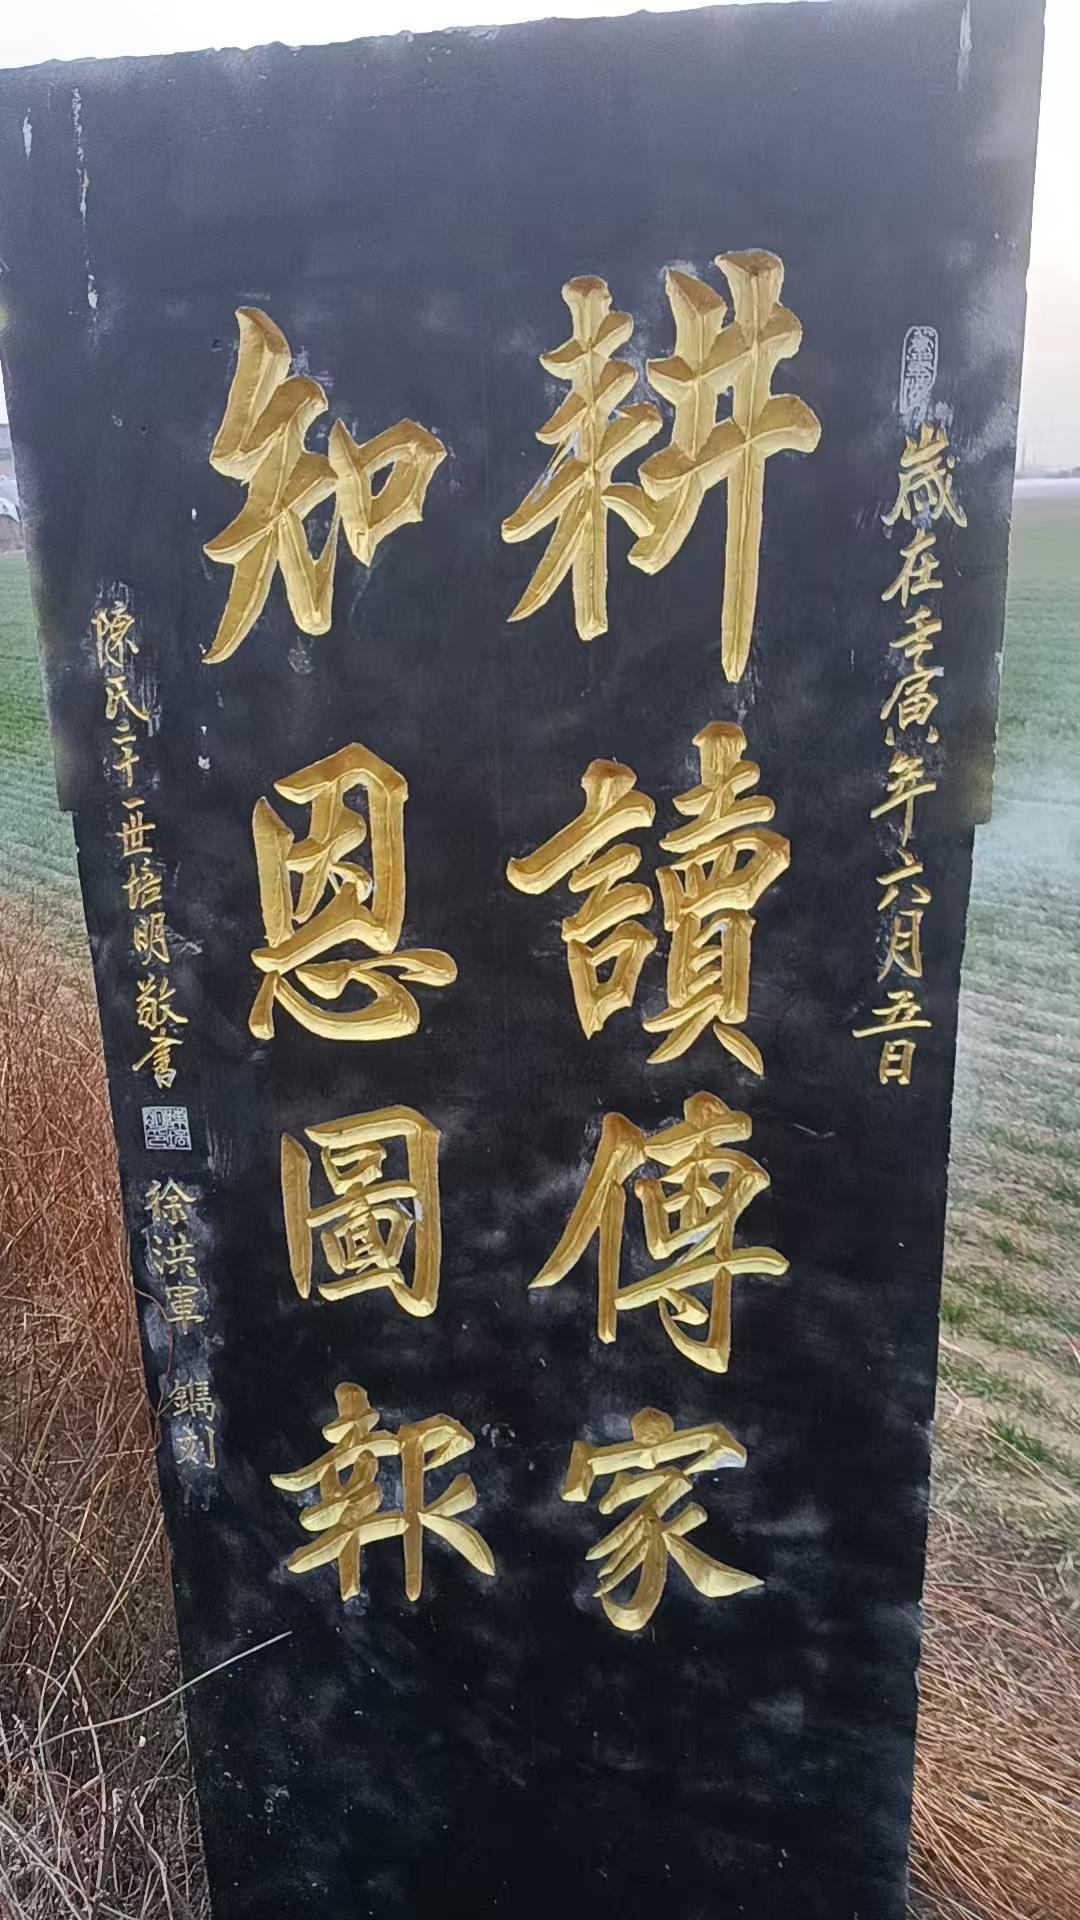 歲在壬寅年六月五日
耕讀傳家
知恩圖報
陳氏二十一世培明敬書
徐洪軍 鐫刻